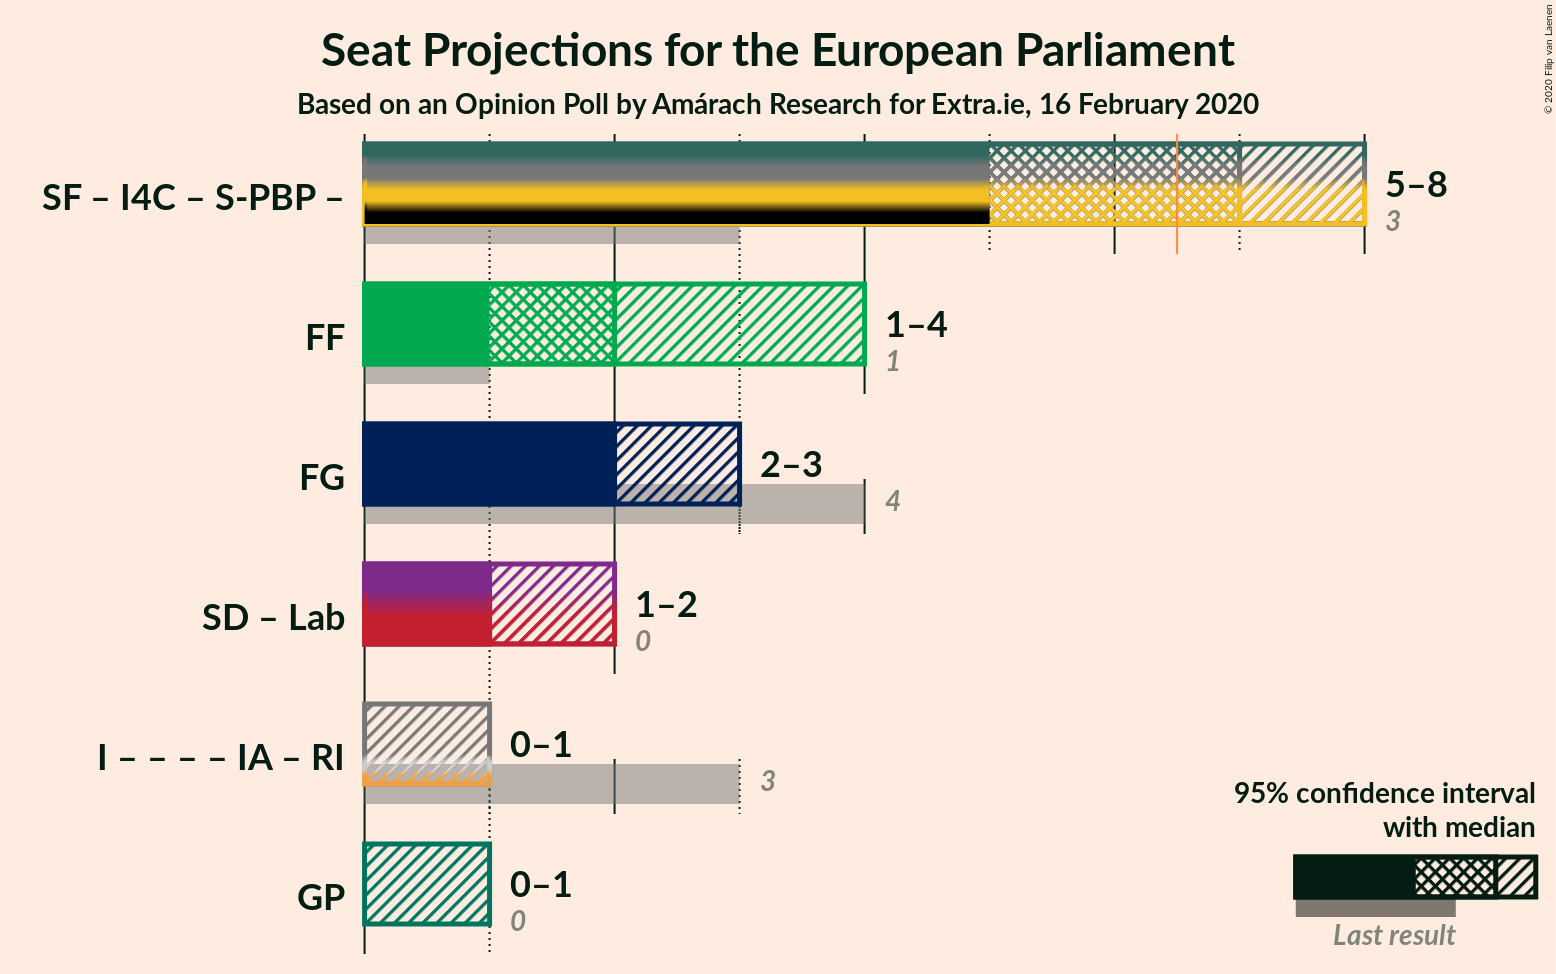 Seat Projections for the European Parliament
Based on an Opinion Poll by Amárach Research for Extra.ie, 16 February 2020
© 2020 Filip van Laenen
SF – I4C – S-PBP –
5–8
3
FF
1–4
1
FG
2–3
4
SD – Lab
1–2
0
I – – – – IA – RI
0–1
3
GP
0–1
0
95% confidence interval
with median
Last result